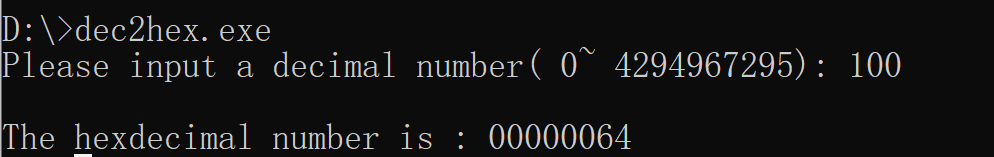 D:\>dec2hex.exe
Please input a decimal number( 0~ 4294967295): 100
The hexdecimal number is : 00000064